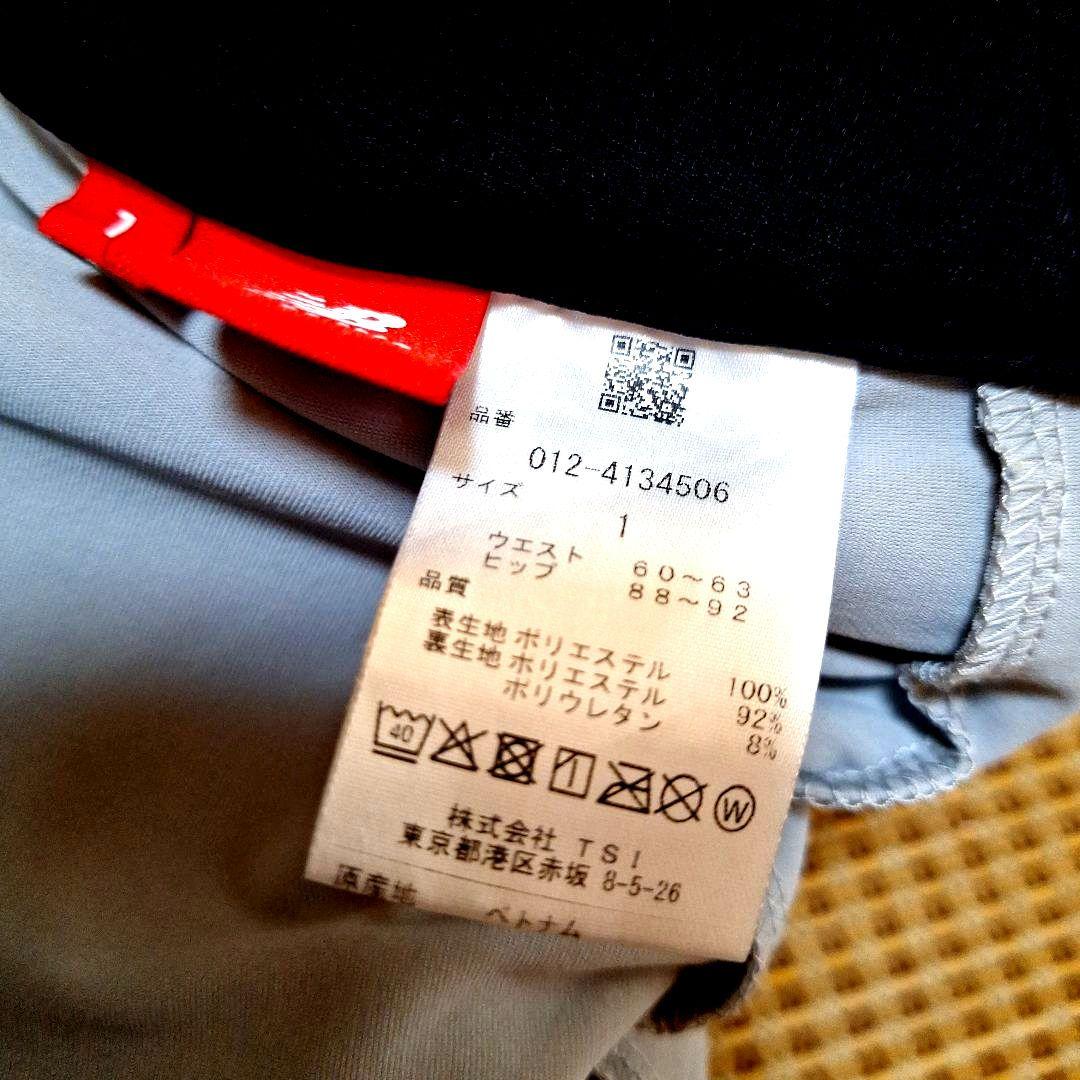 1
NB
品番
012-4134506
サイズ
1
ウエスト 60～63
ヒップ 88～92
品質
表生地 ポリエステル 100%
裏生地 ポリエステル 92%
ポリウレタン 8%
40
W
株式会社 TSI
東京都港区赤坂 8-5-26
原産地 ベトナム